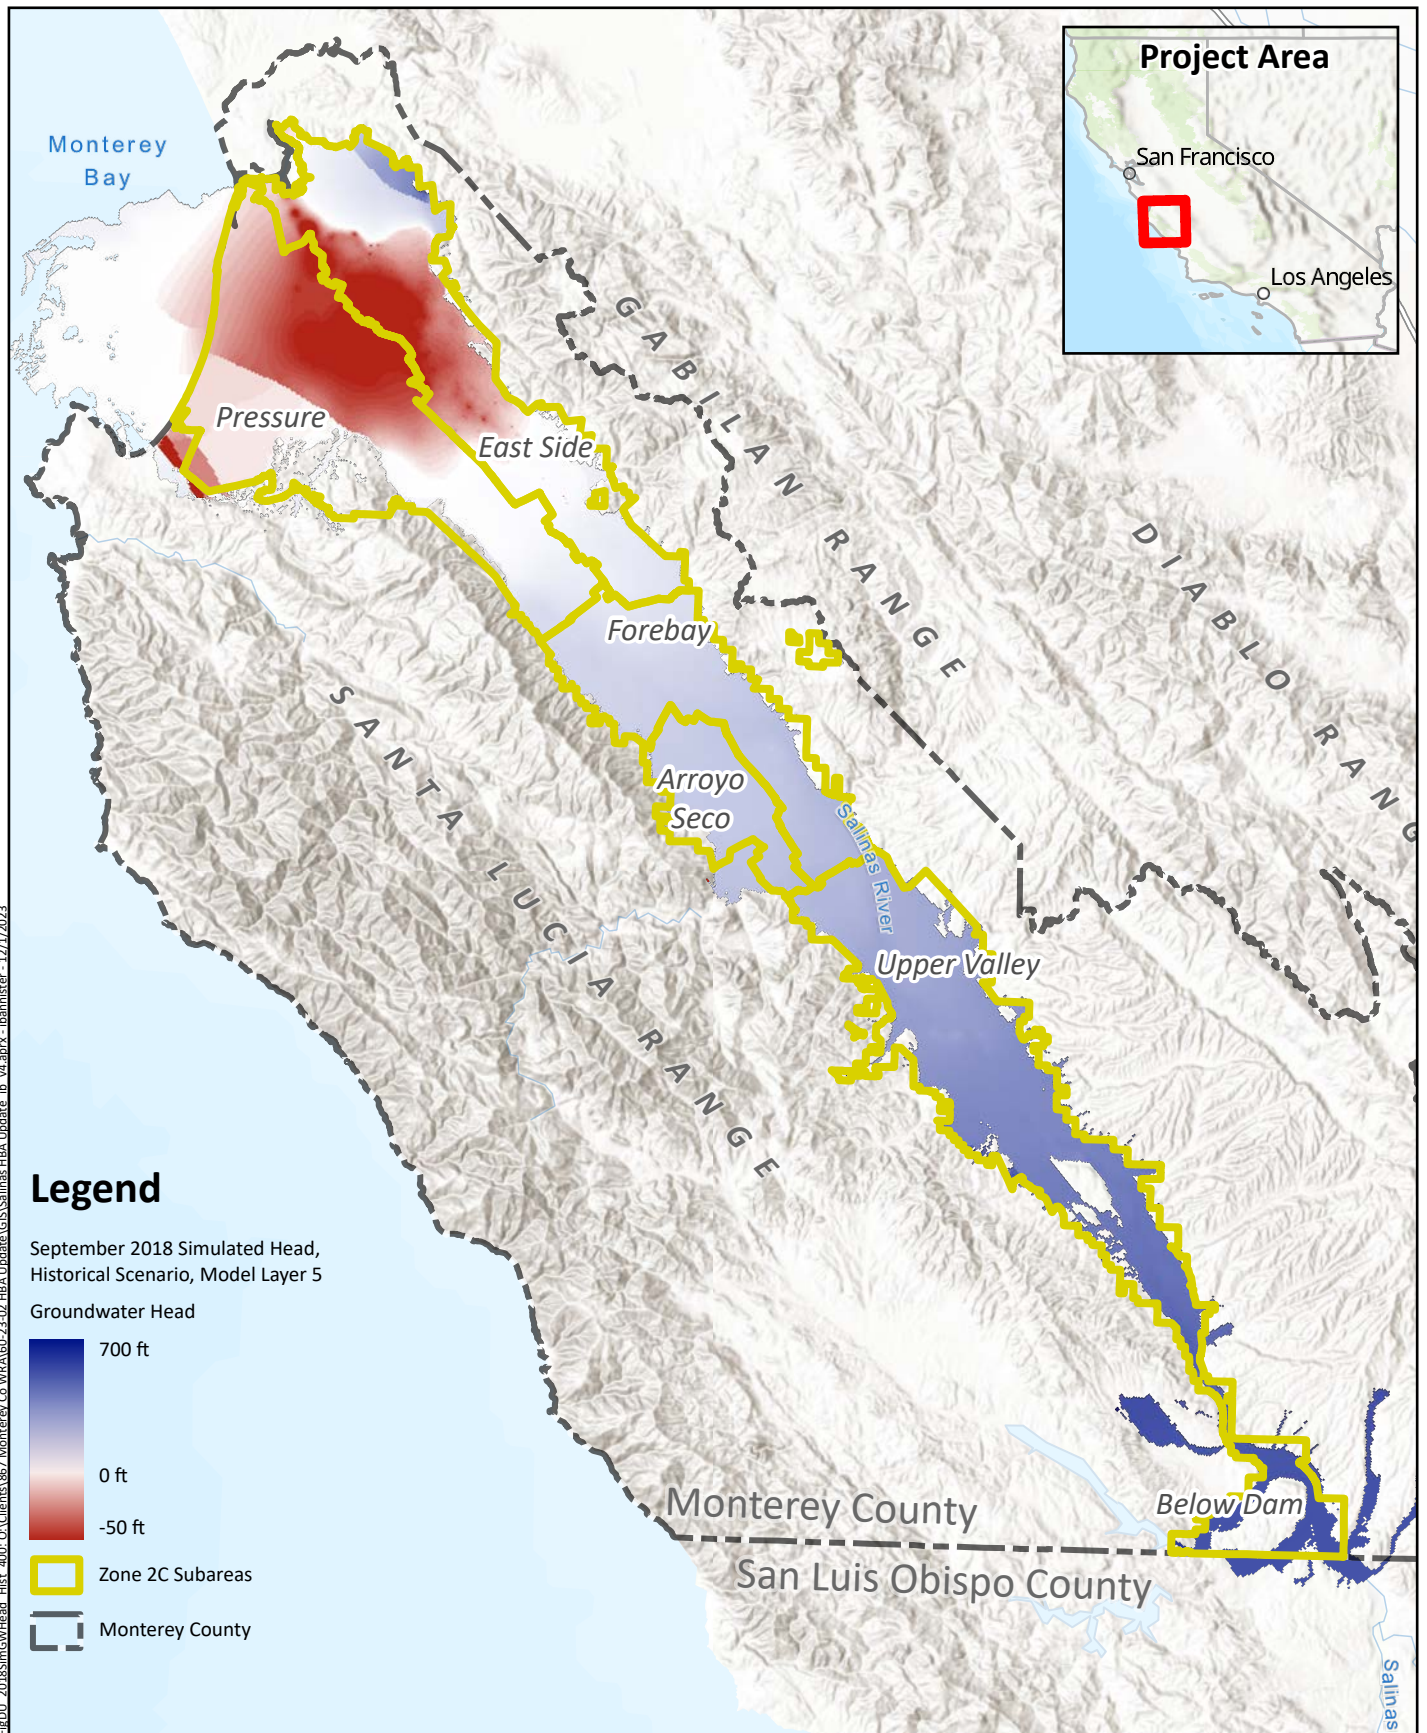 Project Area
San Francisco
Los Angeles
Monterey
Bay
GABILAN RANGE
DIABLO RANG
Pressure
East Side
Forebay
SANTA LUCIA RANGE
Arroyo
Seco
Salinas River
Upper Valley
Legend
September 2018 Simulated Head,
Historical Scenario, Model Layer 5
Groundwater Head
700 ft
0 ft
-50 ft
Zone 2C Subareas
Monterey County
Monterey County
Below Dam
San Luis Obispo County
Salinas